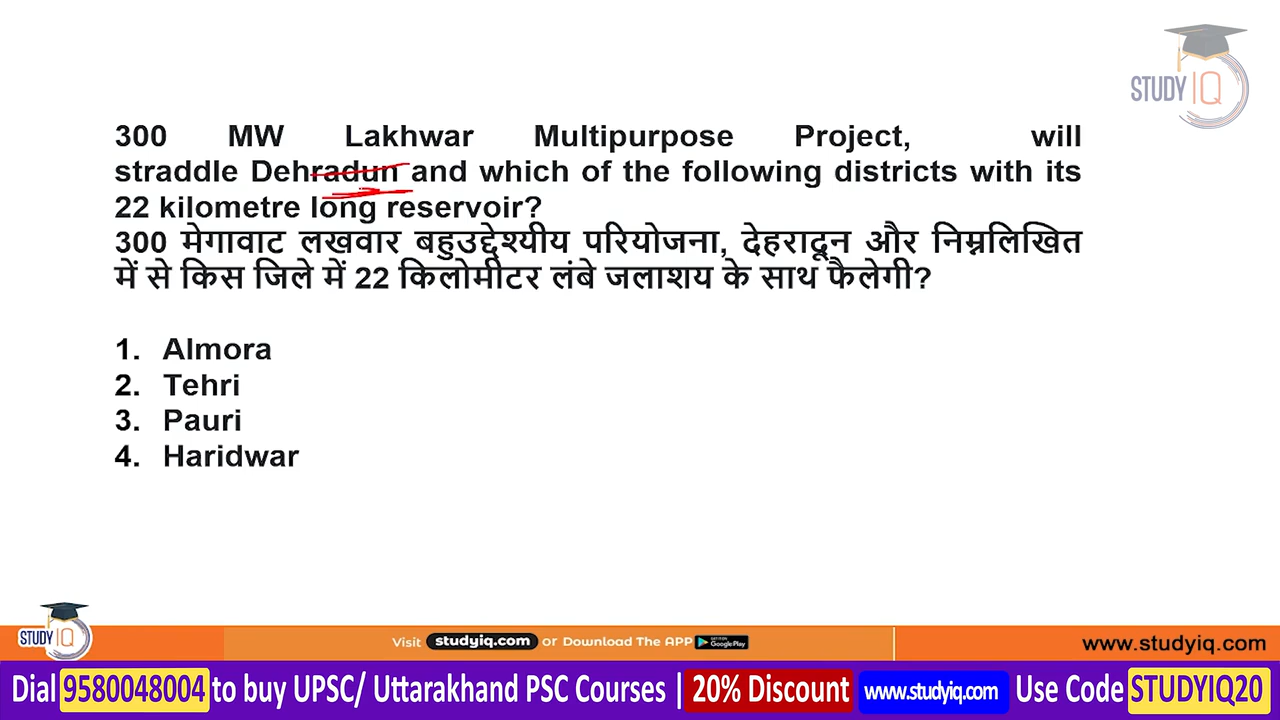 STUDY IQ
300 MW Lakhwar Multipurpose Project, will
straddle Dehradun and which of the following districts with its
22 kilometre long reservoir?
300 मेगावाट लखवार बहुउद्देश्यीय परियोजना, देहरादून और निम्नलिखित
में से किस जिले में 22 किलोमीटर लंबे जलाशय के साथ फैलेगी?
1. Almora
2. Tehri
3. Pauri
4. Haridwar
STUDY IQ
Visit studyiq.com or Download The APP GET IT ON Google Play
www.studyiq.com
Dial 9580048004 to buy UPSC/ Uttarakhand PSC Courses | 20% Discount www.studyiq.com Use Code STUDYIQ20